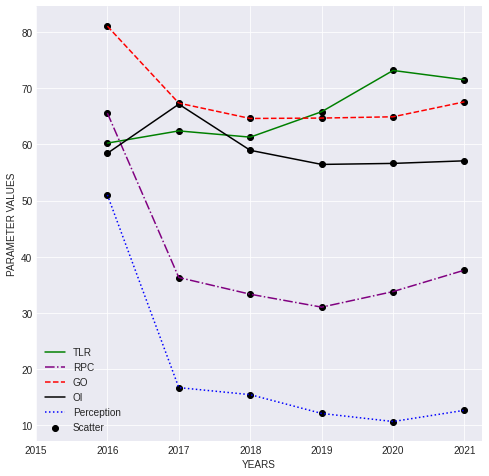 80
70
60
50
40
30
20
10
PARAMETER VALUES
TLR
RPC
GO
OI
Perception
Scatter
2015 2016 2017 2018 2019 2020 2021
YEARS